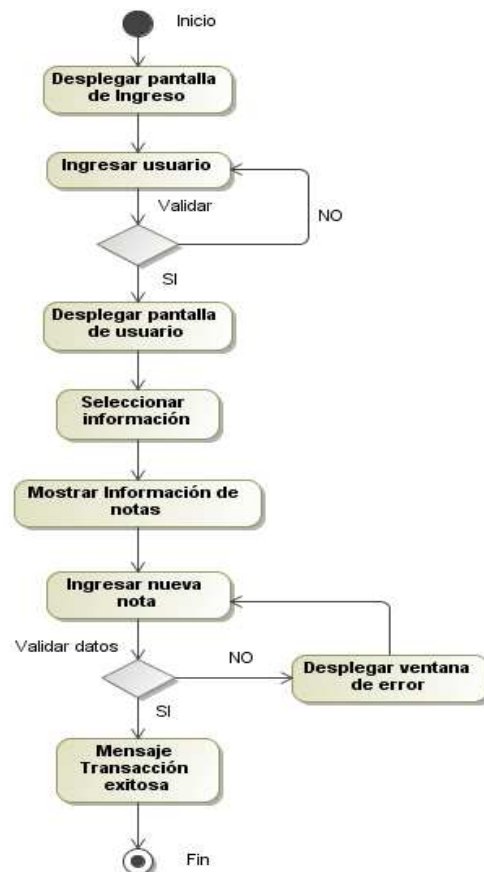 Inicio
Desplegar pantalla
de Ingreso
Ingresar usuario
Validar
NO
SI
Desplegar pantalla
de usuario
Seleccionar
información
Mostrar Información de
notas
Ingresar nueva
nota
Validar datos
NO
Desplegar ventana
de error
SI
Mensaje
Transacción
exitosa
Fin